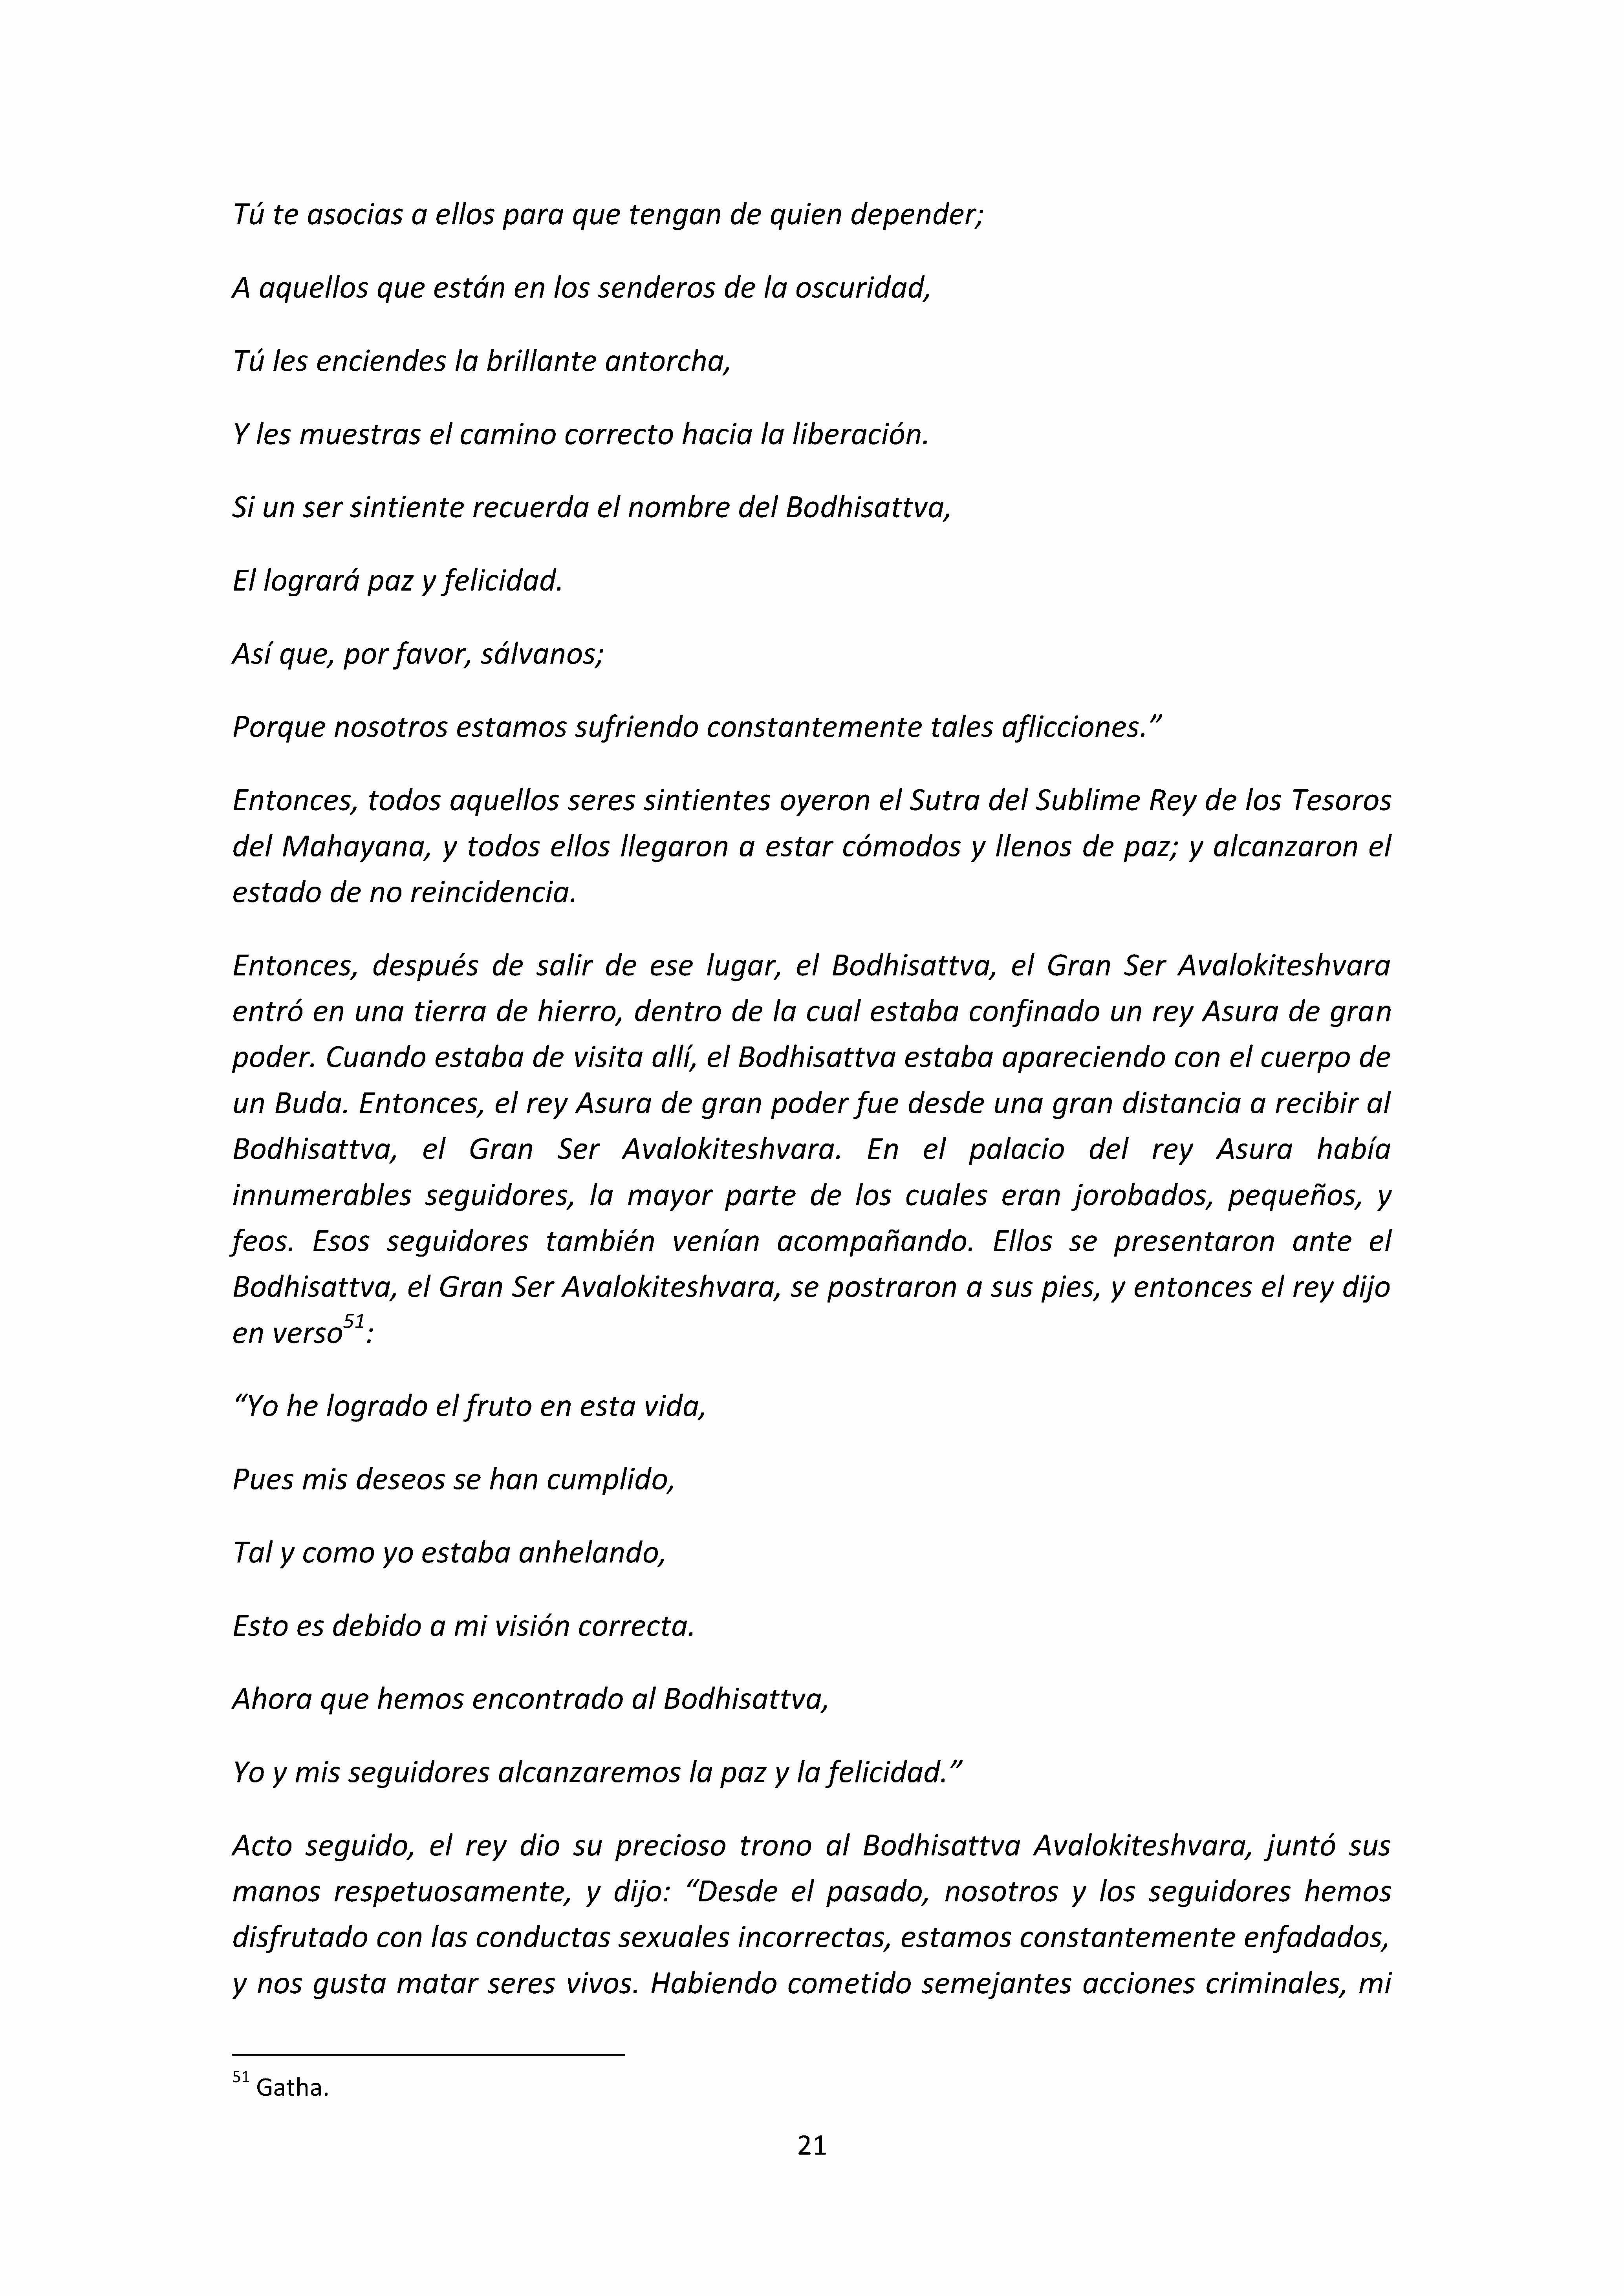 Tú te asocias a ellos para que tengan de quien depender;
A aquellos que están en los senderos de la oscuridad,
Tú les enciendes la brillante antorcha,
Y les muestras el camino correcto hacia la liberación.
Si un ser sintiente recuerda el nombre del Bodhisattva,
El logrará paz y felicidad.
Así que, por favor, sálvanos;
Porque nosotros estamos sufriendo constantemente tales aflicciones.”
Entonces, todos aquellos seres sintientes oyeron el Sutra del Sublime Rey de los Tesoros
del Mahayana, y todos ellos llegaron a estar cómodos y llenos de paz; y alcanzaron el
estado de no reincidencia.
Entonces, después de salir de ese lugar, el Bodhisattva, el Gran Ser Avalokiteshvara
entró en una tierra de hierro, dentro de la cual estaba confinado un rey Asura de gran
poder. Cuando estaba de visita allí, el Bodhisattva estaba apareciendo con el cuerpo de
un Buda. Entonces, el rey Asura de gran poder fue desde una gran distancia a recibir al
Bodhisattva, el Gran Ser Avalokiteshvara. En el palacio del rey Asura había
innumerables seguidores, la mayor parte de los cuales eran jorobados, pequeños, y
feos. Esos seguidores también venían acompañando. Ellos se presentaron ante el
Bodhisattva, el Gran Ser Avalokiteshvara, se postraron a sus pies, y entonces el rey dijo
en verso51:
“Yo he logrado el fruto en esta vida,
Pues mis deseos se han cumplido,
Tal y como yo estaba anhelando,
Esto es debido a mi visión correcta.
Ahora que hemos encontrado al Bodhisattva,
Yo y mis seguidores alcanzaremos la paz y la felicidad.”
Acto seguido, el rey dio su precioso trono al Bodhisattva Avalokiteshvara, juntó sus
manos respetuosamente, y dijo: “Desde el pasado, nosotros y los seguidores hemos
disfrutado con las conductas sexuales incorrectas, estamos constantemente enfadados,
y nos gusta matar seres vivos. Habiendo cometido semejantes acciones criminales, mi
51 Gatha.
21